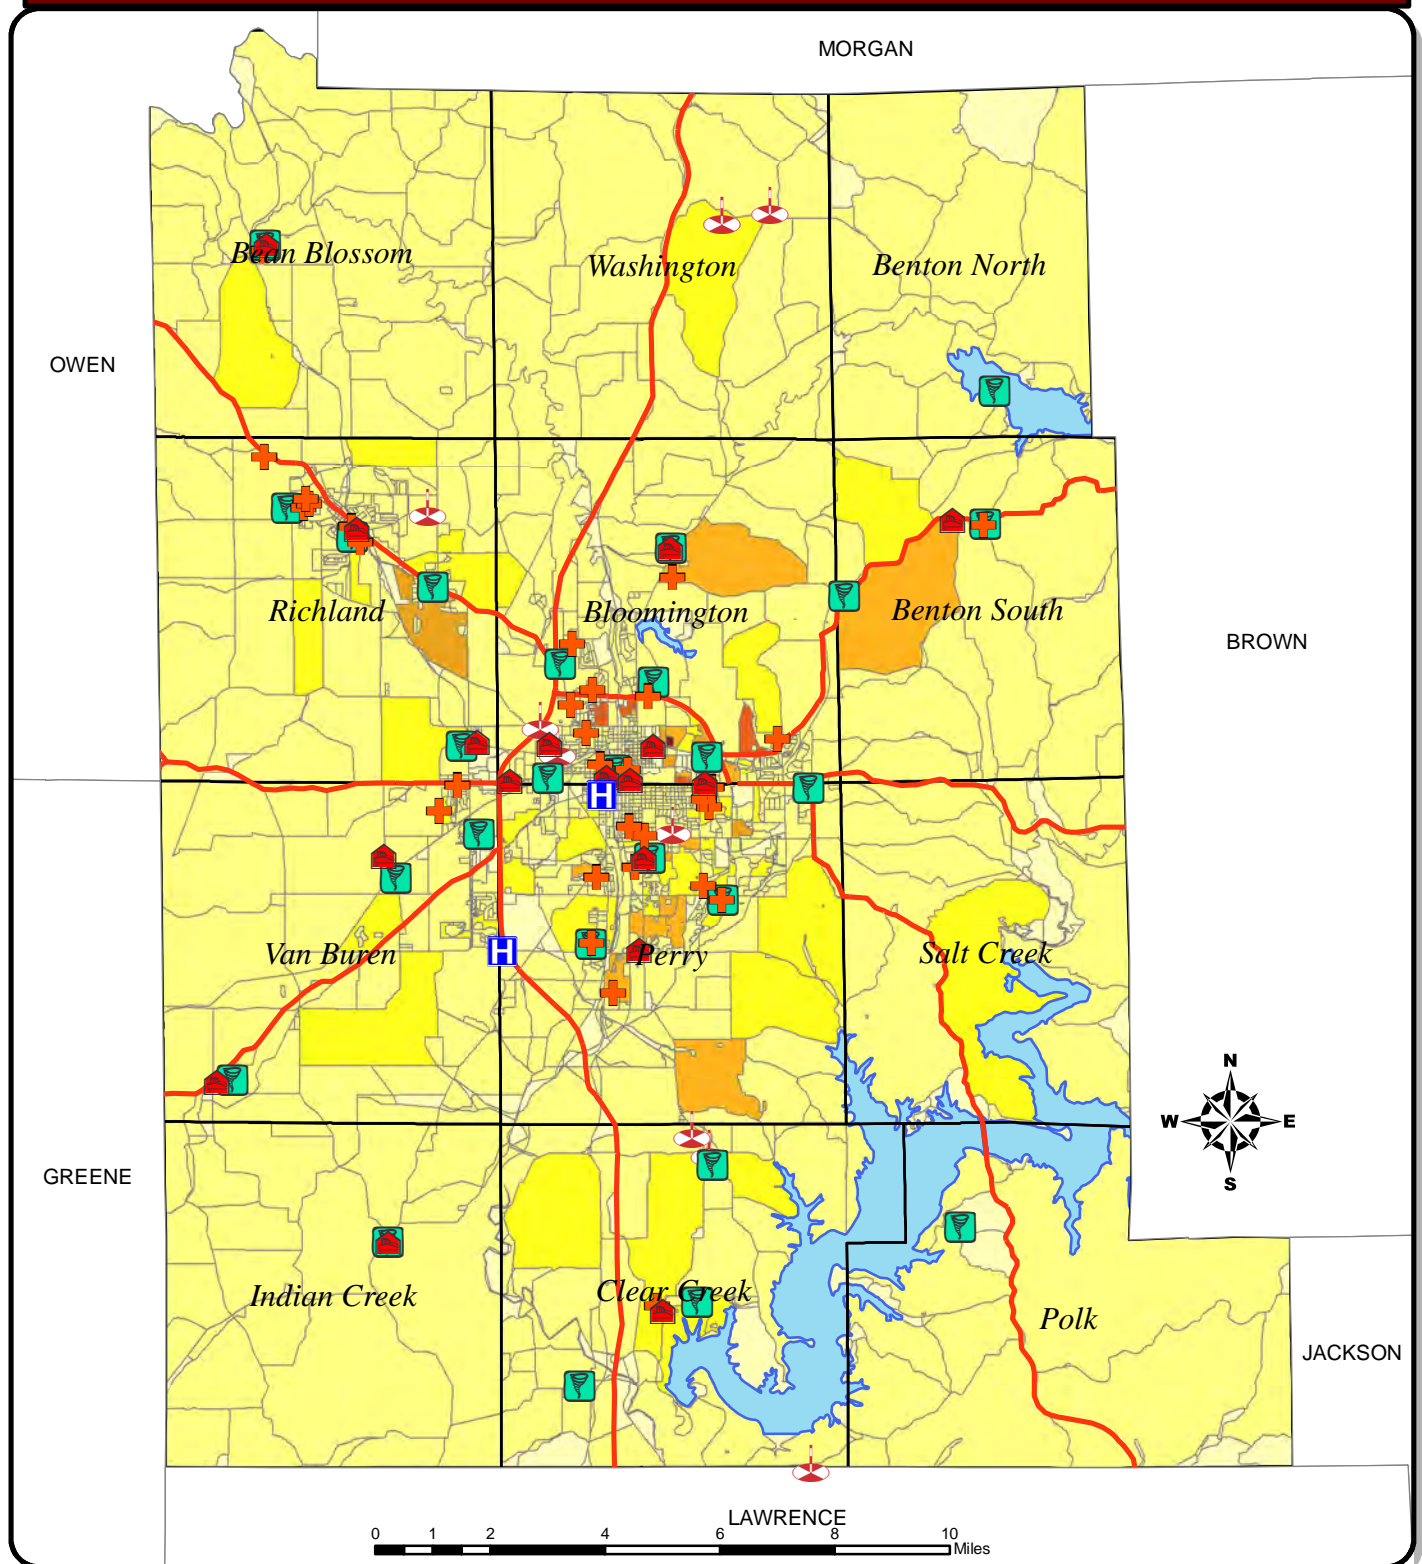 MORGAN
Bean Blossom
Washington
Benton North
OWEN
Richland
Bloomington
Benton South
BROWN
H
Van Buren
H
Perry
Salt Creek
N
W
E
S
GREENE
Indian Creek
Clear Creek
Polk
JACKSON
LAWRENCE
0 1 2 4 6 8 10
Miles